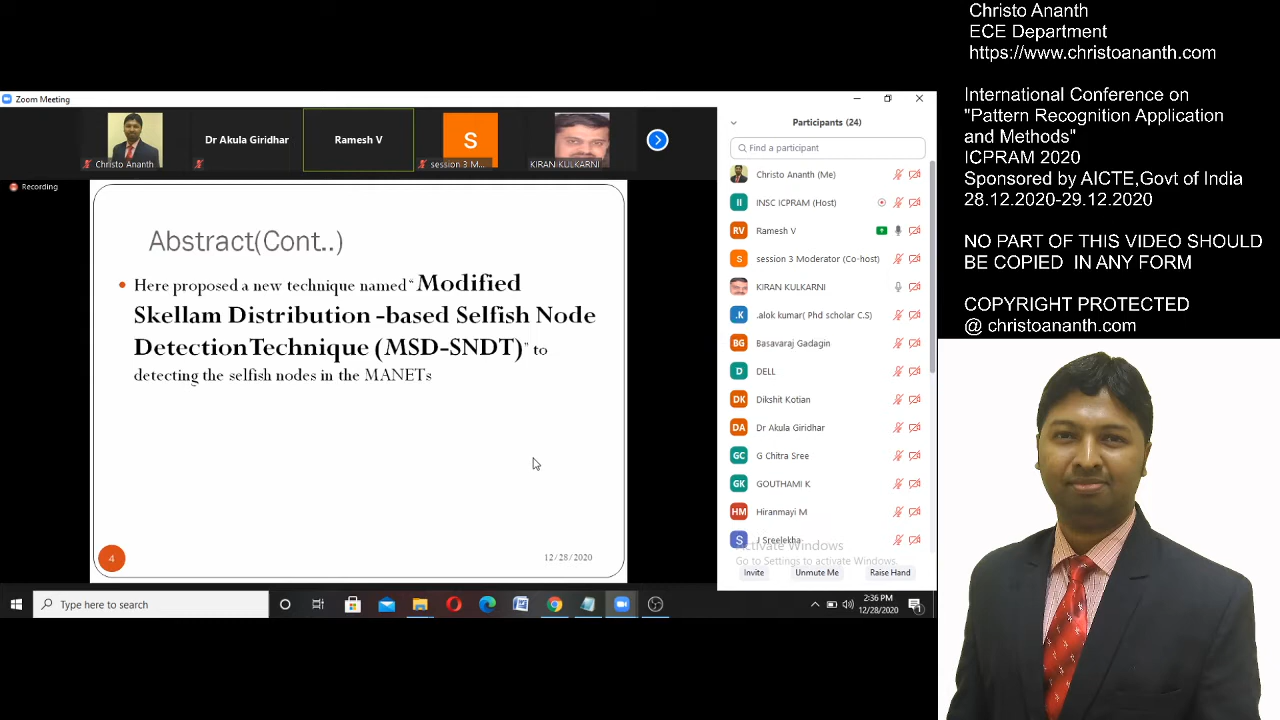 Christo Ananth
ECE Department
https://www.christoananth.com
International Conference on
"Pattern Recognition Application
and Methods"
ICPRAM 2020
Sponsored by AICTE,Govt of India
28.12.2020-29.12.2020
NO PART OF THIS VIDEO SHOULD
BE COPIED IN ANY FORM
COPYRIGHT PROTECTED
@ christoananth.com
Zoom Meeting
Christo Ananth
Dr Akula Giridhar
Ramesh V
S
session 3 M...
KIRAN KULKARNI
Recording
Abstract(Cont..)
Here proposed a new technique named“ Modified
Skellam Distribution -based Selfish Node
Detection Technique (MSD-SNDT)” to
detecting the selfish nodes in the MANETs
4
12/28/2020
Participants (24)
Find a participant
Christo Ananth (Me)
II INSC ICPRAM (Host)
RV Ramesh V
S session 3 Moderator (Co-host)
KIRAN KULKARNI
.K .alok kumar( Phd scholar C.S)
BG Basavaraj Gadagin
D DELL
DK Dikshit Kotian
DA Dr Akula Giridhar
GC G Chitra Sree
GK GOUTHAMI K
HM Hiranmayi M
S J Sreelekha
Activate Windows
Go to Settings to activate Windows.
Invite Unmute Me Raise Hand
Type here to search
2:36 PM
12/28/2020
1